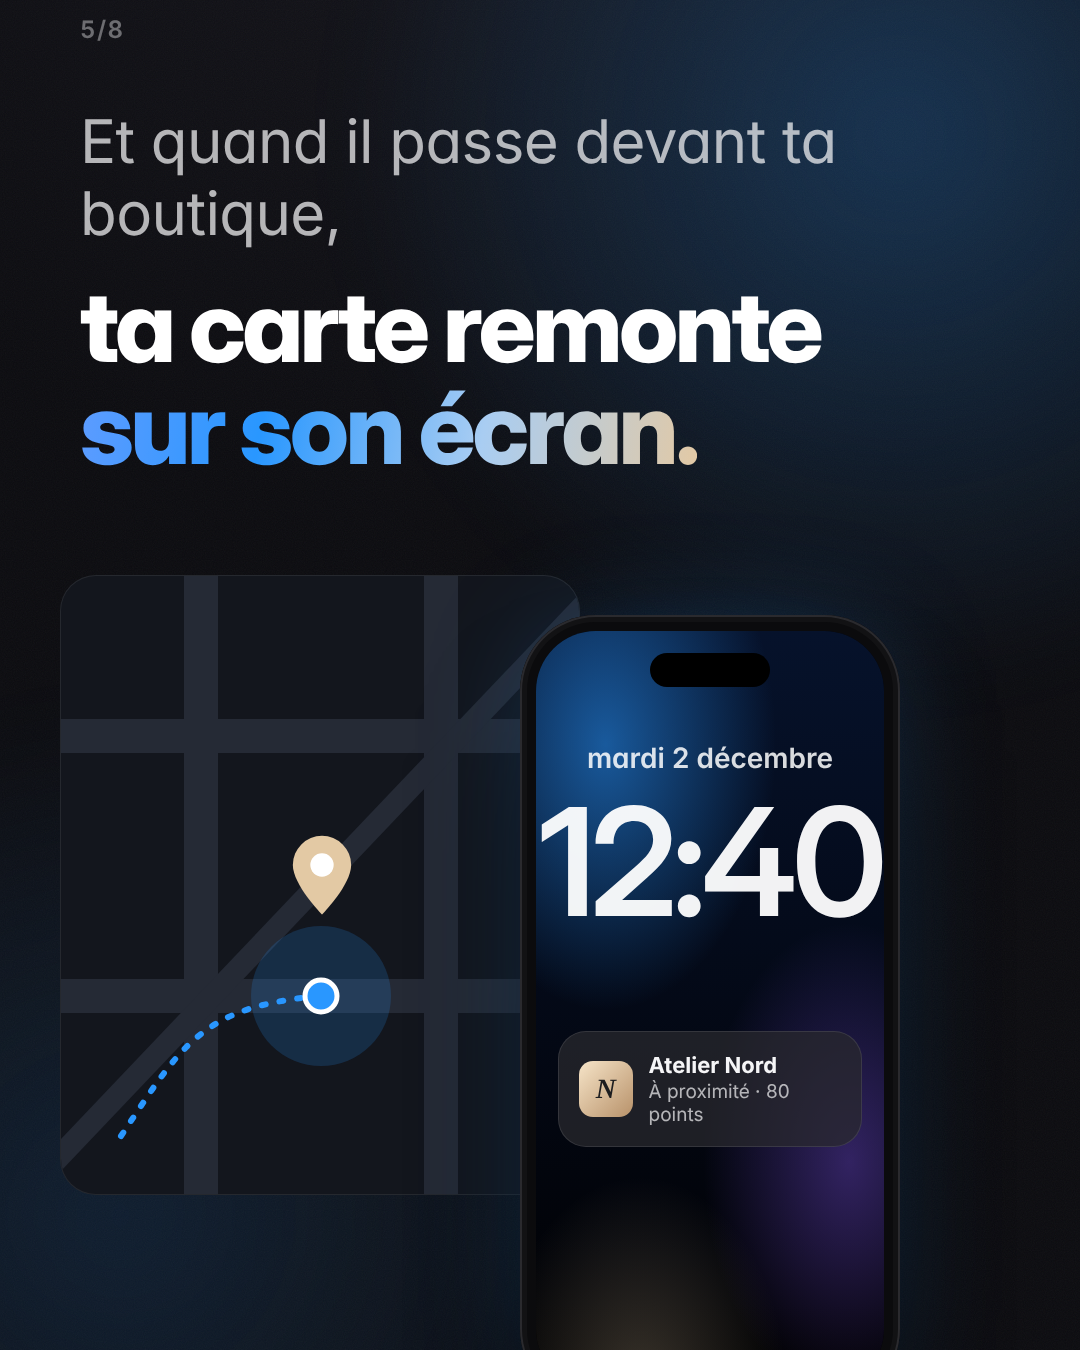 5/8
Et quand il passe devant ta
boutique,
ta carte remonte
sur son écran.
mardi 2 décembre
12:40
N
Atelier Nord
À proximité · 80
points